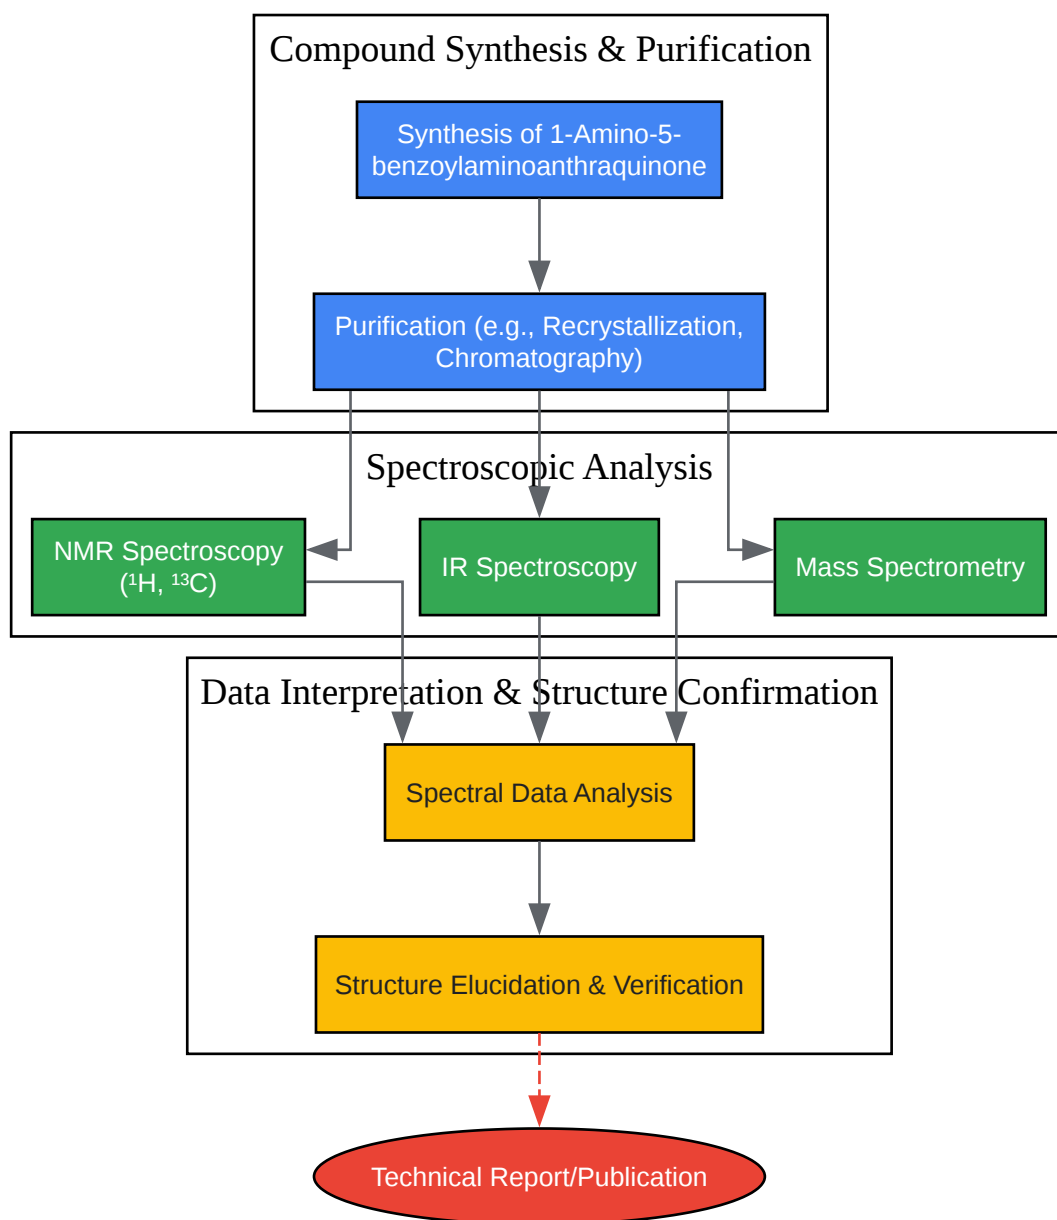 Compound Synthesis & Purification
Synthesis of 1-Amino-5-
benzoylaminoanthraquinone
Purification (e.g., Recrystallization,
Chromatography)
Spectroscopic Analysis
NMR Spectroscopy
(¹H, ¹³C)
IR Spectroscopy
Mass Spectrometry
Data Interpretation & Structure Confirmation
Spectral Data Analysis
Structure Elucidation & Verification
Technical Report/Publication